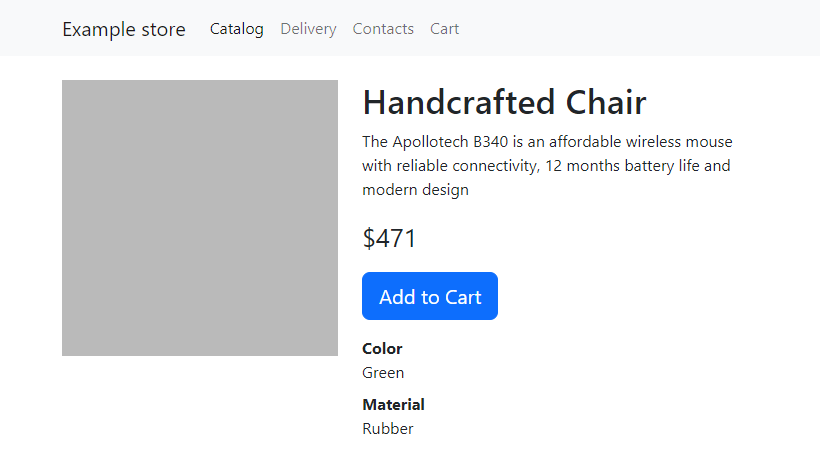 Example store Catalog Delivery Contacts Cart
Handcrafted Chair
The Apollotech B340 is an affordable wireless mouse
with reliable connectivity, 12 months battery life and
modern design
$471
Add to Cart
Color
Green
Material
Rubber